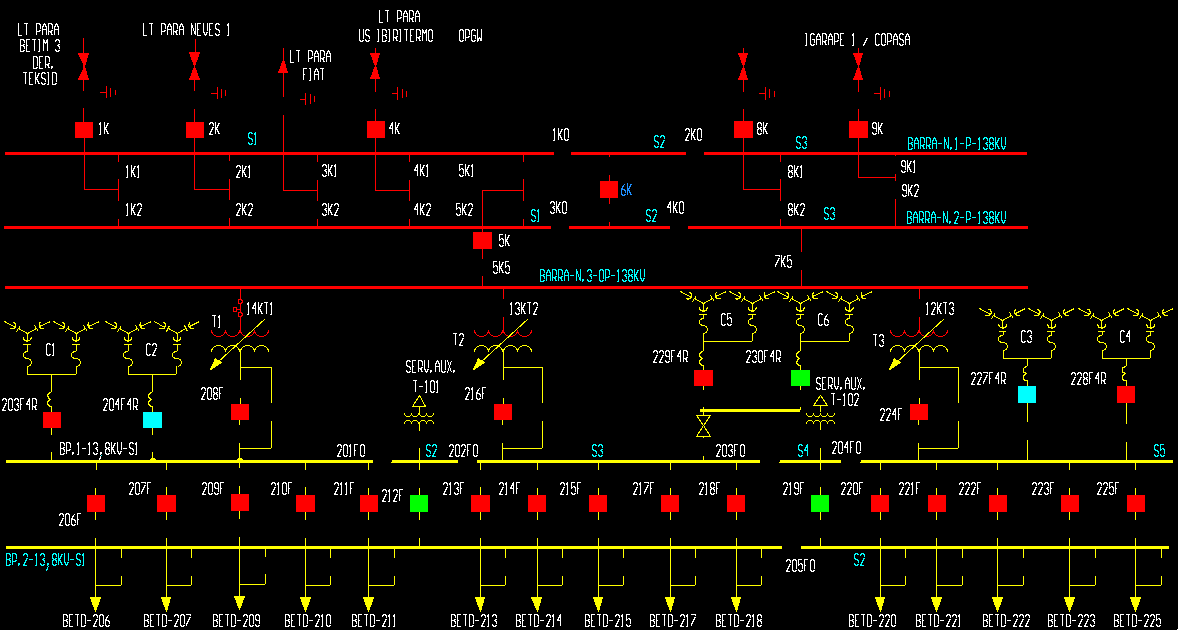 LT PARA
BETIM 3
DER.
TEKSID
LT PARA NEVES 1
LT PARA
FIAT
LT PARA
US IBIRITERMO
OPGW
IGARAPE 1 / COPASA
1K
2K
4K
8K
9K
S1
1K0
S2
2K0
S3
BARRA-N.1-P-138KV
1K1
2K1
3K1
4K1
5K1
6K
8K1
9K1
9K2
1K2
2K2
3K2
4K2
5K2
S1
3K0
S2
4K0
8K2
S3
BARRA-N.2-P-138KV
5K
5K5
7K5
BARRA-N.3-OP-138KV
14KT1
T1
13KT2
T2
12KT3
T3
C1
C2
C5
C6
C3
C4
203F4R
204F4R
208F
SERV.AUX.
T-101
216F
229F4R
230F4R
SERV.AUX.
T-102
224F
227F4R
228F4R
BP.1-13,8KV-S1
201F0
S2
202F0
S3
203F0
S4
204F0
S5
206F
207F
209F
210F
211F
212F
213F
214F
215F
217F
218F
219F
220F
221F
222F
223F
225F
BP.2-13,8KV-S1
205F0
S2
BETD-206
BETD-207
BETD-209
BETD-210
BETD-211
BETD-213
BETD-214
BETD-215
BETD-217
BETD-218
BETD-220
BETD-221
BETD-222
BETD-223
BETD-225